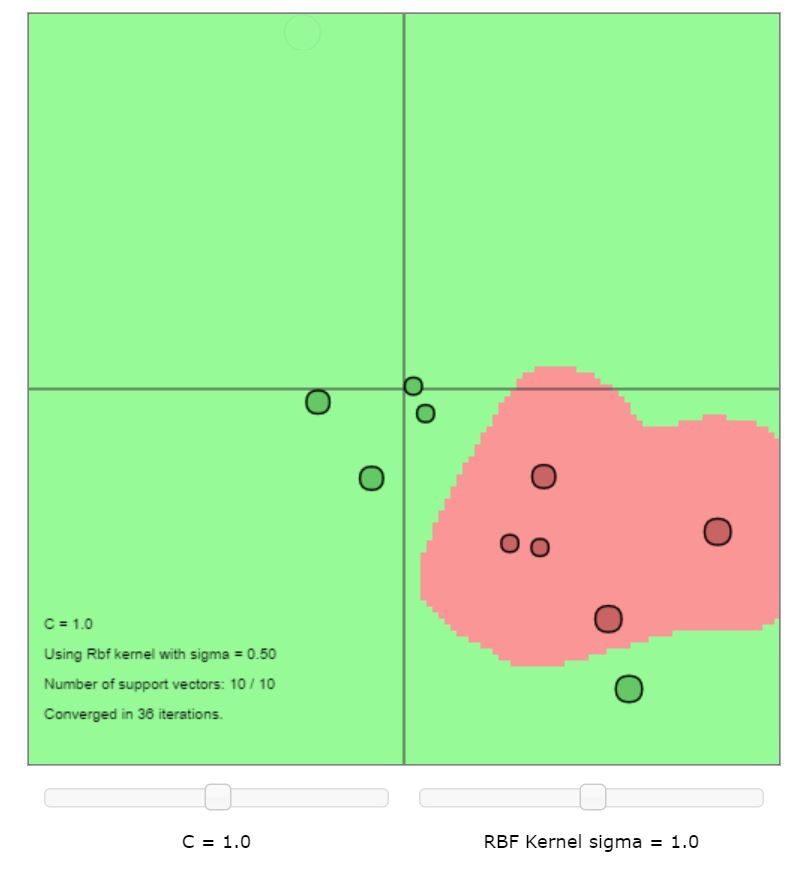 C = 1.0
Using Rbf kernel with sigma = 0.50
Number of support vectors: 10 / 10
Converged in 36 iterations.
C = 1.0
RBF Kernel sigma = 1.0